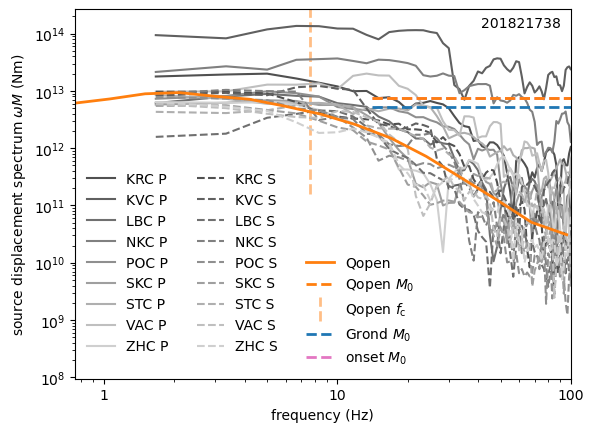 201821738
source displacement spectrum ωM (Nm)
10¹⁴
10¹³
10¹²
10¹¹
10¹⁰
10⁹
10⁸
KRC P
KVC P
LBC P
NKC P
POC P
SKC P
STC P
VAC P
ZHC P
KRC S
KVC S
LBC S
NKC S
POC S
SKC S
STC S
VAC S
ZHC S
Qopen
Qopen M₀
Qopen f_c
Grond M₀
onset M₀
1 10 100
frequency (Hz)